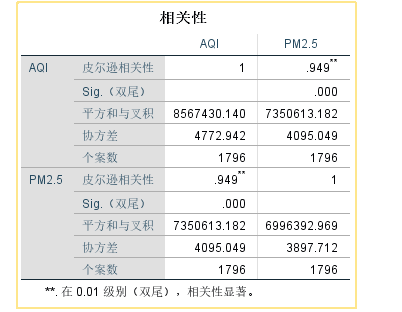 相关性
AQI PM2.5
AQI 皮尔逊相关性 1 .949**
Sig.（双尾） .000
平方和与叉积 8567430.140 7350613.182
协方差 4772.942 4095.049
个案数 1796 1796
PM2.5 皮尔逊相关性 .949** 1
Sig.（双尾） .000
平方和与叉积 7350613.182 6996392.969
协方差 4095.049 3897.712
个案数 1796 1796
**. 在 0.01 级别（双尾），相关性显著。